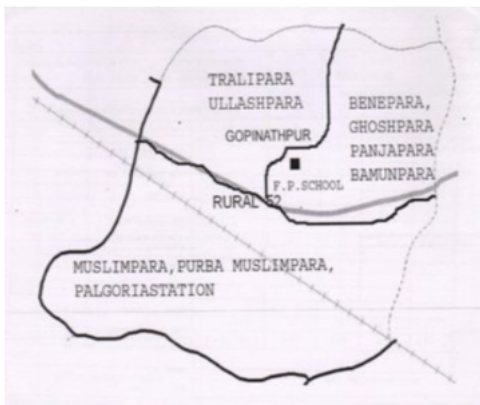 TRALIPARA
ULLASHPARA
BENEPARA,
GHOSHPARA
PANJAPARA
BAMUNPARA
GOPINATHPUR
F.P.SCHOOL
RURAL 52
MUSLIMPARA,PURBA MUSLIMPARA,
PALGORIASTATION